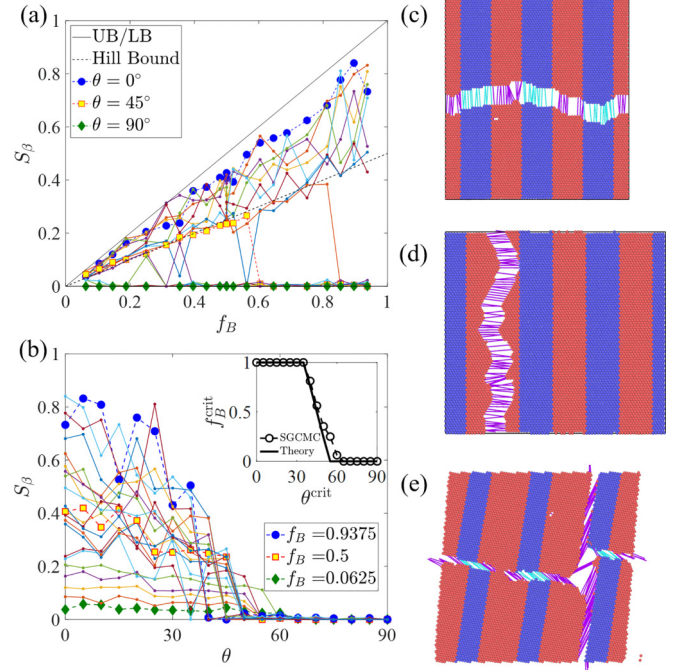 (a)
UB/LB
Hill Bound
θ = 0°
θ = 45°
θ = 90°
1
0.8
0.6
0.4
0.2
0
S_β
0 0.2 0.4 0.6 0.8 1
f_B
(b)
1
0.8
0.6
0.4
0.2
0
S_β
1
0.5
0
f_B^crit
SGCMC
Theory
0 30 60 90
θ^crit
f_B =0.9375
f_B =0.5
f_B =0.0625
0 30 60 90
θ
(c)
(d)
(e)